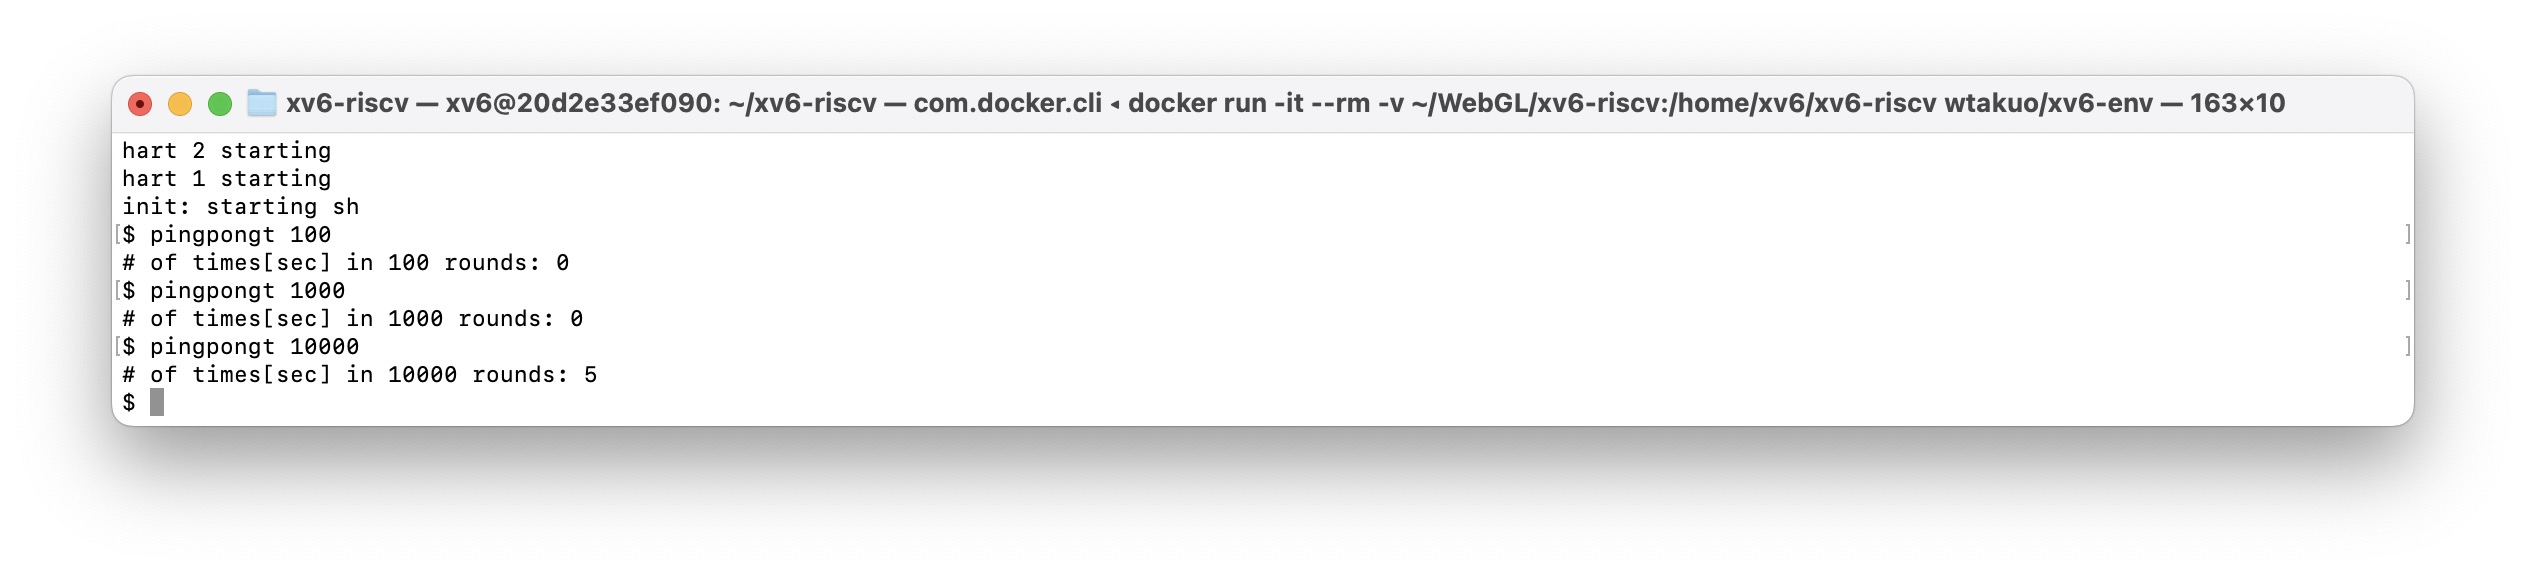 xv6-riscv — xv6@20d2e33ef090: ~/xv6-riscv — com.docker.cli ◂ docker run -it --rm -v ~/WebGL/xv6-riscv:/home/xv6/xv6-riscv wtakuo/xv6-env — 163×10
hart 2 starting
hart 1 starting
init: starting sh
[$ pingpongt 100 ]
# of times[sec] in 100 rounds: 0
[$ pingpongt 1000 ]
# of times[sec] in 1000 rounds: 0
[$ pingpongt 10000 ]
# of times[sec] in 10000 rounds: 5
$